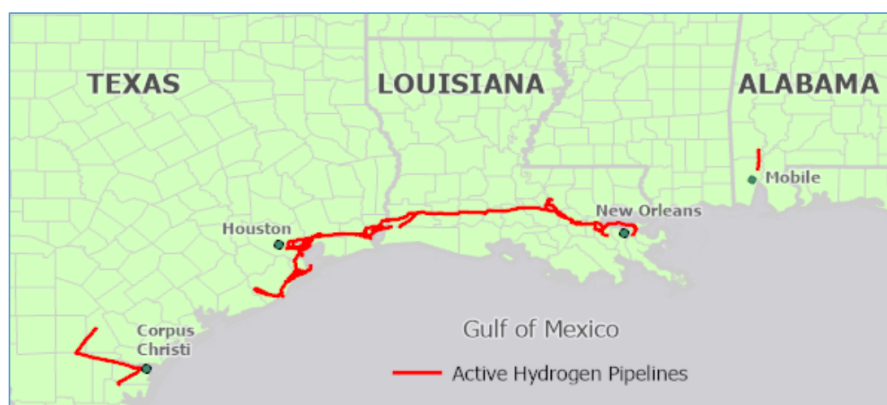 TEXAS
LOUISIANA
ALABAMA
Mobile
New Orleans
Houston
Corpus
Christi
Gulf of Mexico
Active Hydrogen Pipelines